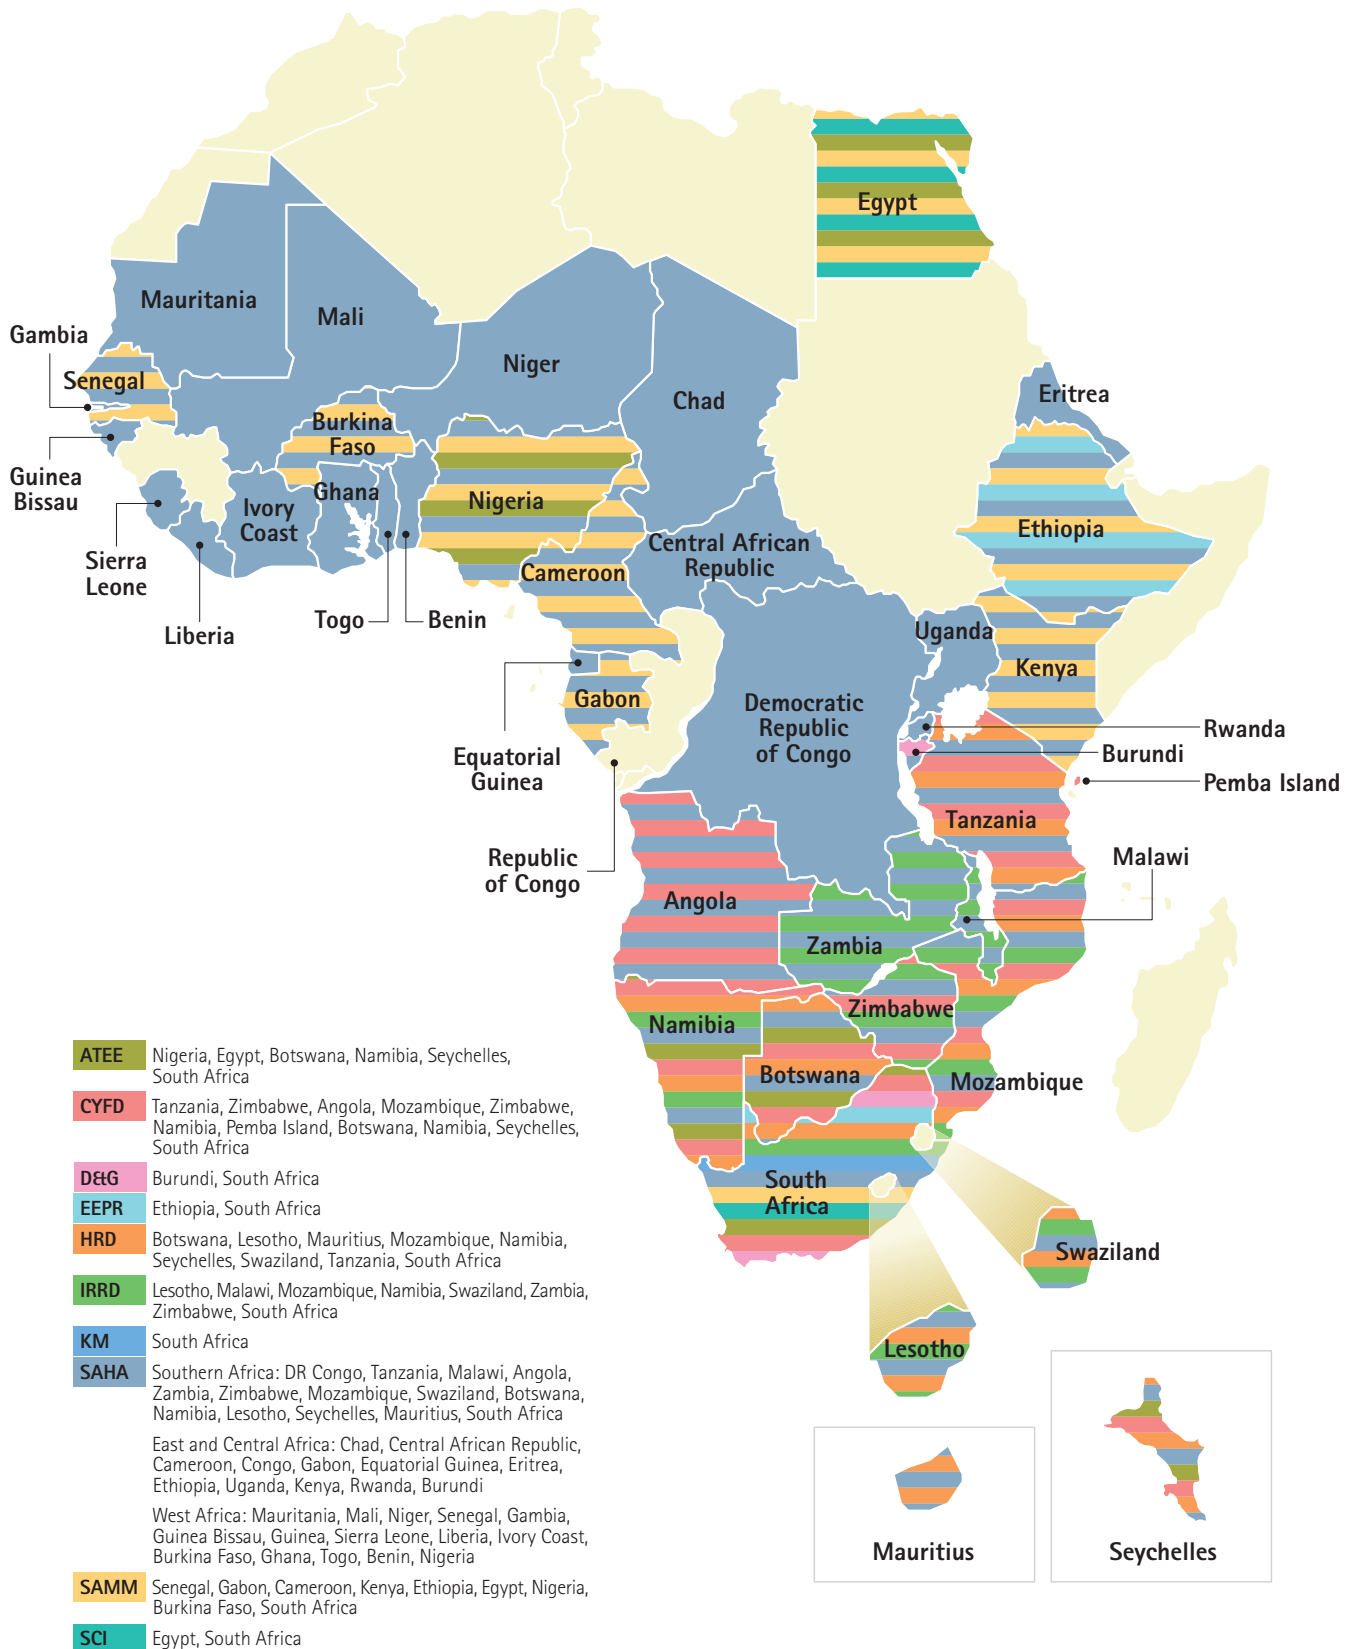 Egypt
Mauritania
Mali
Gambia
Niger
Senegal
Chad
Eritrea
Burkina
Faso
Guinea
Bissau
Ghana
Nigeria
Ivory
Coast
Ethiopia
Central African
Republic
Sierra
Leone
Cameroon
Togo
Benin
Liberia
Uganda
Kenya
Gabon
Democratic
Republic
of Congo
Rwanda
Equatorial
Guinea
Burundi
Pemba Island
Tanzania
Republic
of Congo
Malawi
Angola
Zambia
Zimbabwe
Namibia
Botswana
Mozambique
South
Africa
Swaziland
Lesotho
Mauritius
Seychelles
ATEE Nigeria, Egypt, Botswana, Namibia, Seychelles,
South Africa
CYFD Tanzania, Zimbabwe, Angola, Mozambique, Zimbabwe,
Namibia, Pemba Island, Botswana, Namibia, Seychelles,
South Africa
D&G Burundi, South Africa
EEPR Ethiopia, South Africa
HRD Botswana, Lesotho, Mauritius, Mozambique, Namibia,
Seychelles, Swaziland, Tanzania, South Africa
IRRD Lesotho, Malawi, Mozambique, Namibia, Swaziland, Zambia,
Zimbabwe, South Africa
KM South Africa
SAHA Southern Africa: DR Congo, Tanzania, Malawi, Angola,
Zambia, Zimbabwe, Mozambique, Swaziland, Botswana,
Namibia, Lesotho, Seychelles, Mauritius, South Africa
East and Central Africa: Chad, Central African Republic,
Cameroon, Congo, Gabon, Equatorial Guinea, Eritrea,
Ethiopia, Uganda, Kenya, Rwanda, Burundi
West Africa: Mauritania, Mali, Niger, Senegal, Gambia,
Guinea Bissau, Guinea, Sierra Leone, Liberia, Ivory Coast,
Burkina Faso, Ghana, Togo, Benin, Nigeria
SAMM Senegal, Gabon, Cameroon, Kenya, Ethiopia, Egypt, Nigeria,
Burkina Faso, South Africa
SCI Egypt, South Africa